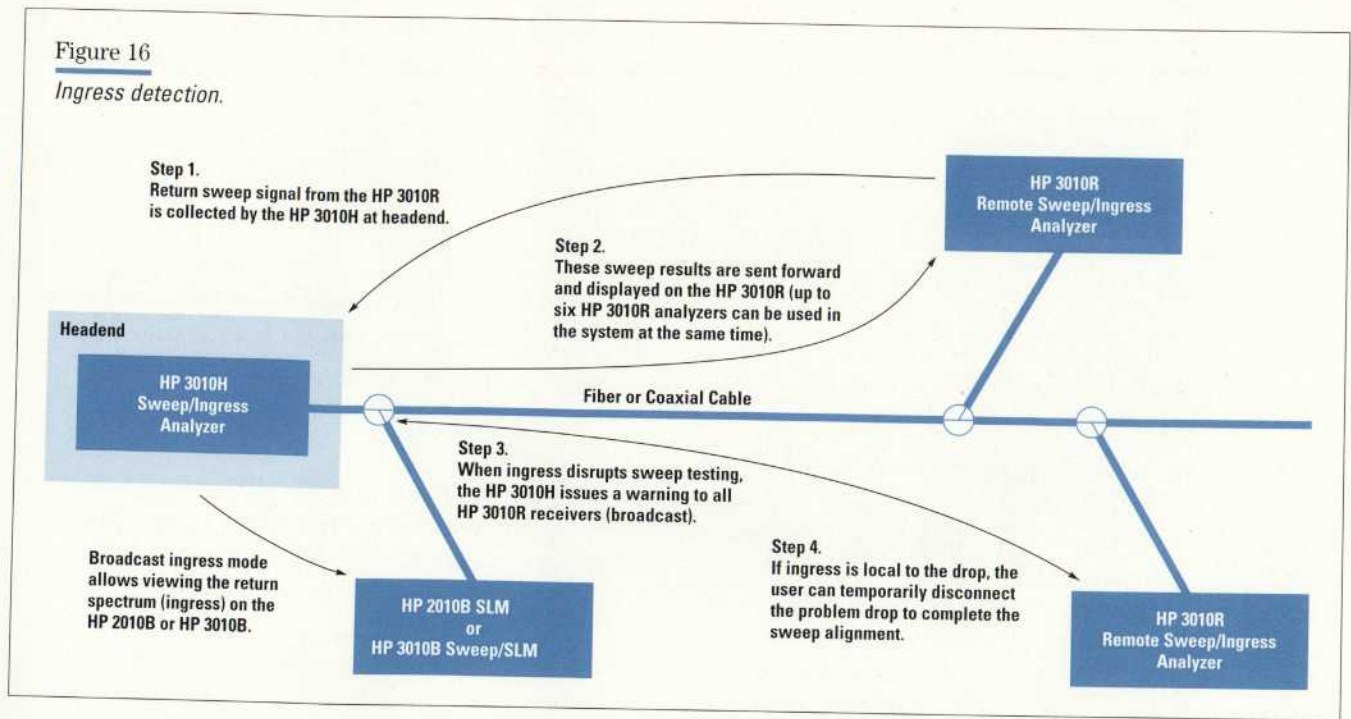 Figure 16
Ingress detection.
Step 1.
Return sweep signal from the HP 3010R
is collected by the HP 3010H at headend.
HP 3010R
Remote Sweep/Ingress
Analyzer
Step 2.
These sweep results are sent forward
and displayed on the HP 3010R (up to
six HP 3010R analyzers can be used in
the system at the same time).
Headend
HP 3010H
Sweep/Ingress
Analyzer
Fiber or Coaxial Cable
Step 3.
When ingress disrupts sweep testing,
the HP 3010H issues a warning to all
HP 3010R receivers (broadcast).
Broadcast ingress mode
allows viewing the return
spectrum (ingress) on the
HP 2010B or HP 3010B.
HP 2010B SLM
or
HP 3010B Sweep/SLM
Step 4.
If ingress is local to the drop, the
user can temporarily disconnect
the problem drop to complete the
sweep alignment.
HP 3010R
Remote Sweep/Ingress
Analyzer